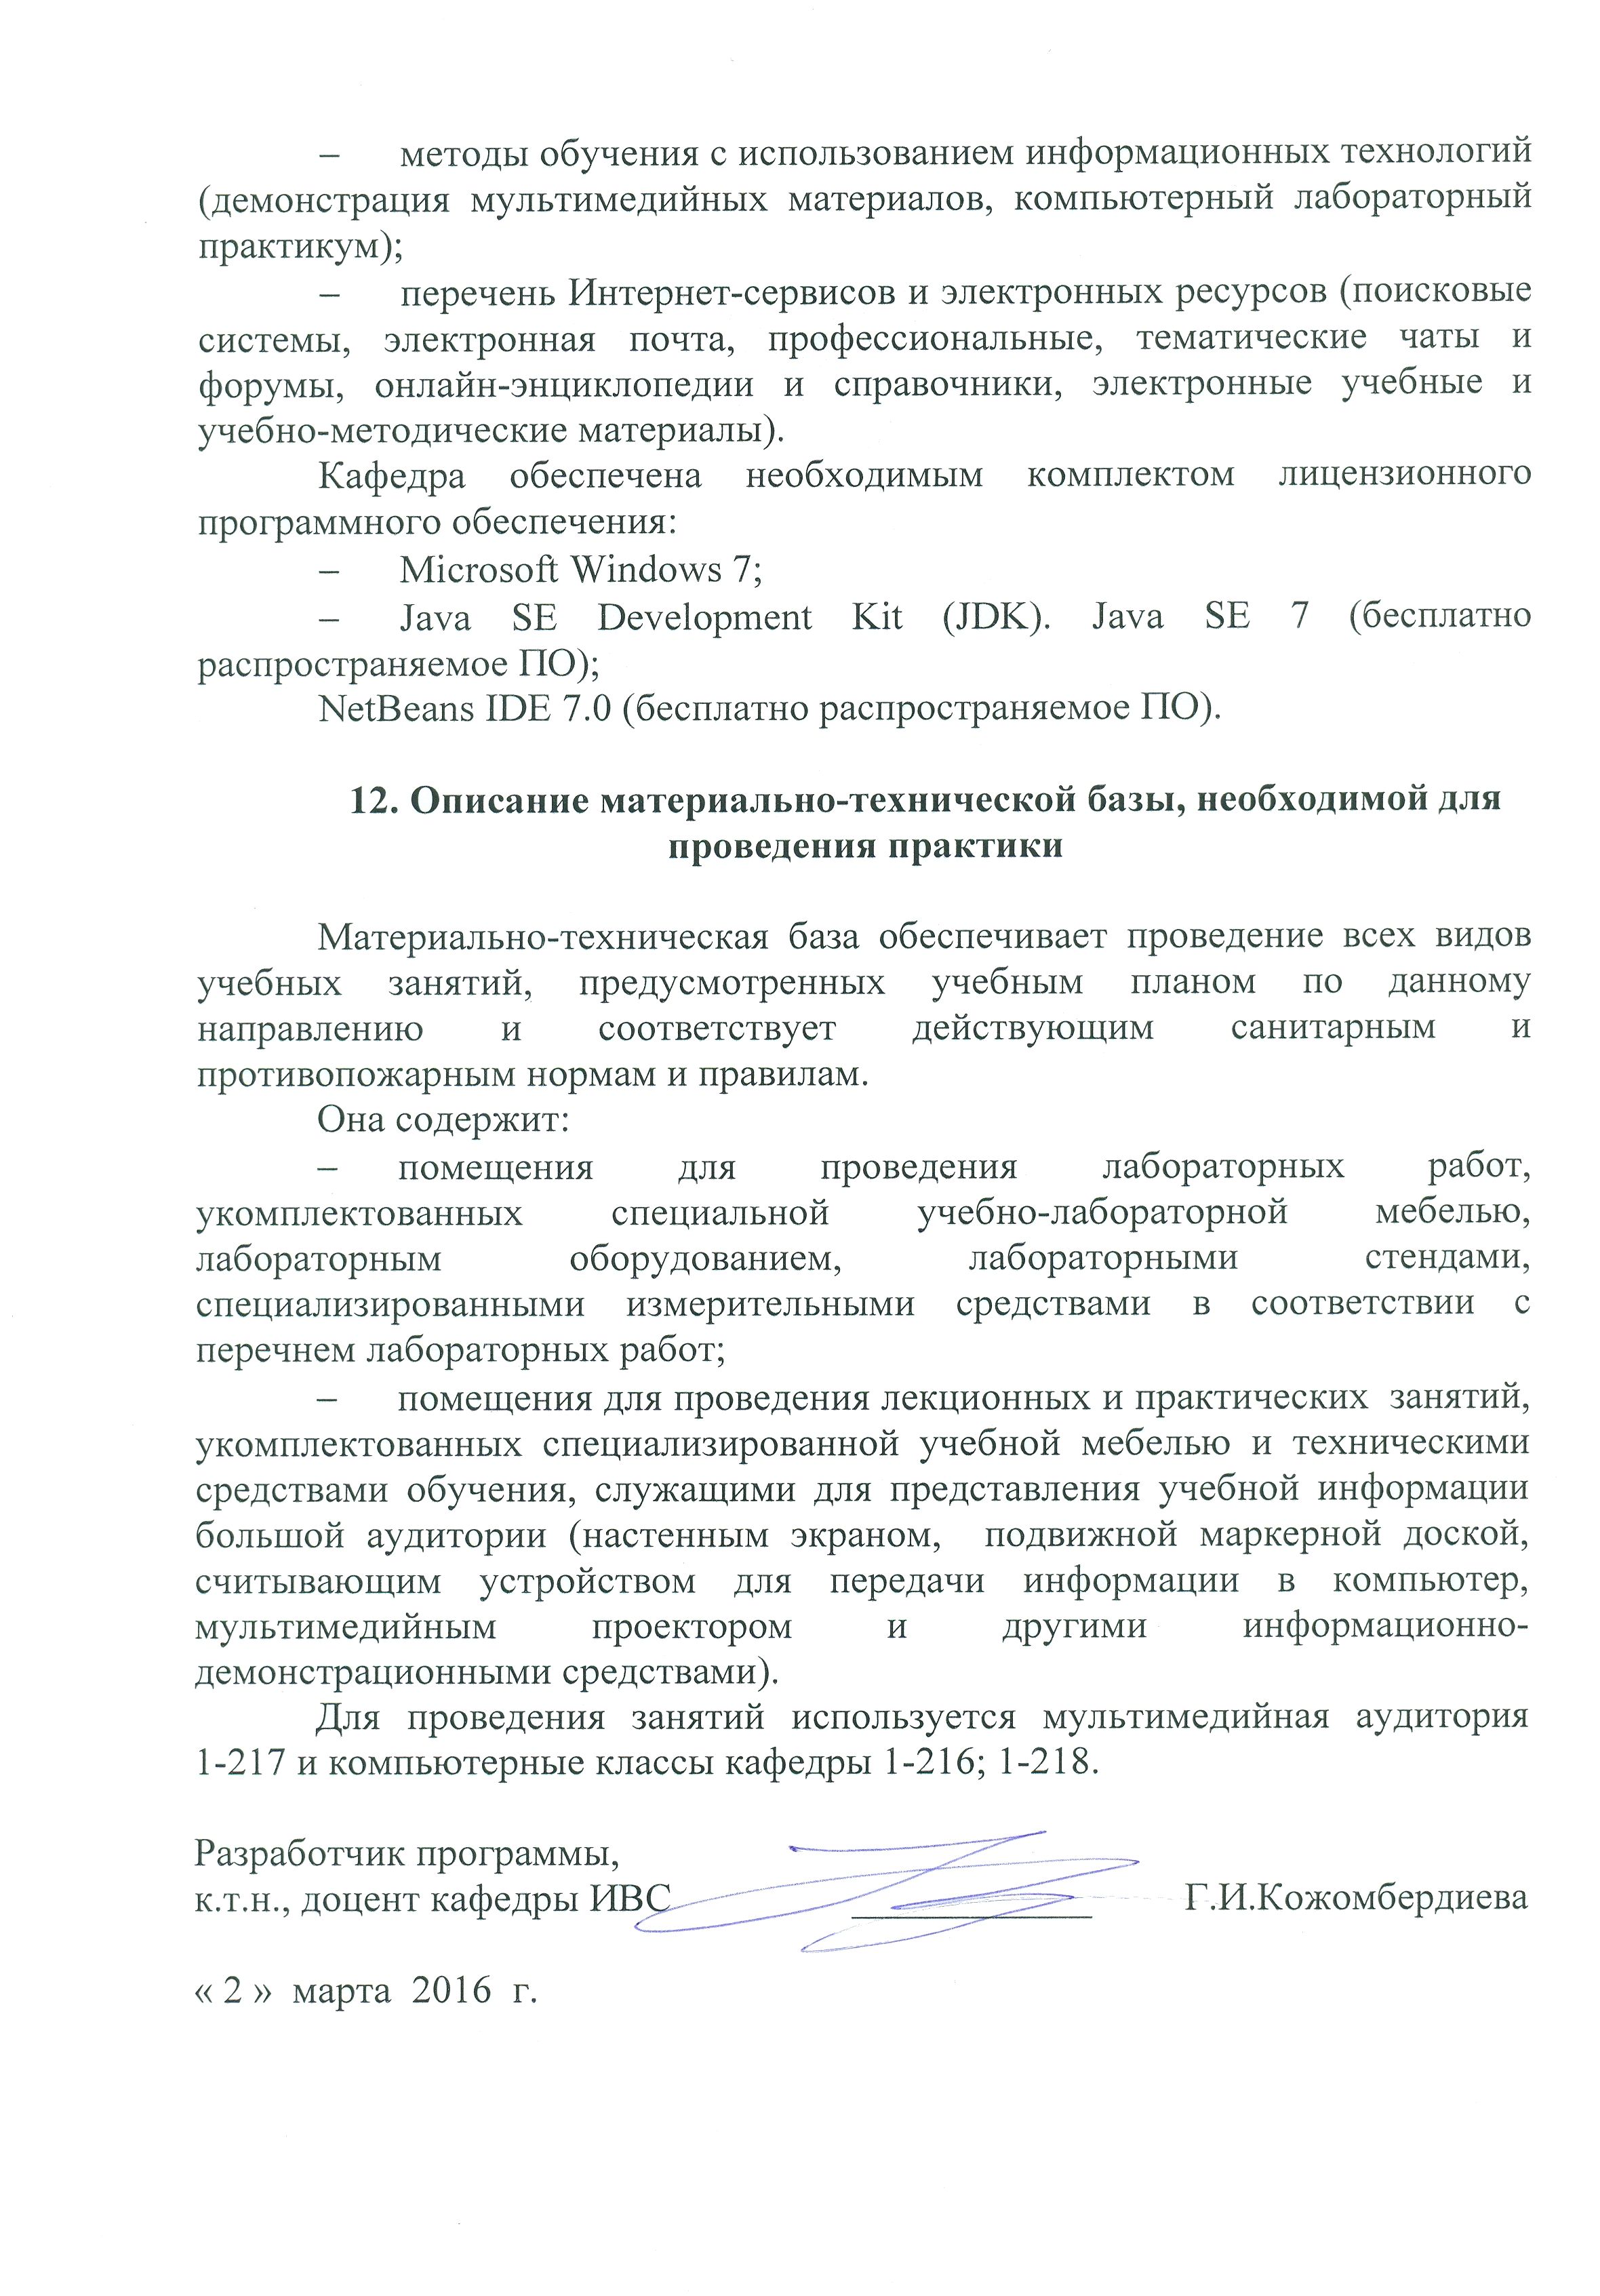 – методы обучения с использованием информационных технологий
(демонстрация мультимедийных материалов, компьютерный лабораторный
практикум);
– перечень Интернет-сервисов и электронных ресурсов (поисковые
системы, электронная почта, профессиональные, тематические чаты и
форумы, онлайн-энциклопедии и справочники, электронные учебные и
учебно-методические материалы).
Кафедра обеспечена необходимым комплектом лицензионного
программного обеспечения:
– Microsoft Windows 7;
– Java SE Development Kit (JDK). Java SE 7 (бесплатно
распространяемое ПО);
NetBeans IDE 7.0 (бесплатно распространяемое ПО).
12. Описание материально-технической базы, необходимой для
проведения практики
Материально-техническая база обеспечивает проведение всех видов
учебных занятий, предусмотренных учебным планом по данному
направлению и соответствует действующим санитарным и
противопожарным нормам и правилам.
Она содержит:
– помещения для проведения лабораторных работ,
укомплектованных специальной учебно-лабораторной мебелью,
лабораторным оборудованием, лабораторными стендами,
специализированными измерительными средствами в соответствии с
перечнем лабораторных работ;
– помещения для проведения лекционных и практических занятий,
укомплектованных специализированной учебной мебелью и техническими
средствами обучения, служащими для представления учебной информации
большой аудитории (настенным экраном, подвижной маркерной доской,
считывающим устройством для передачи информации в компьютер,
мультимедийным проектором и другими информационно-
демонстрационными средствами).
Для проведения занятий используется мультимедийная аудитория
1-217 и компьютерные классы кафедры 1-216; 1-218.
Разработчик программы,
к.т.н., доцент кафедры ИВС ____________ Г.И.Кожомбердиева
« 2 » марта 2016 г.